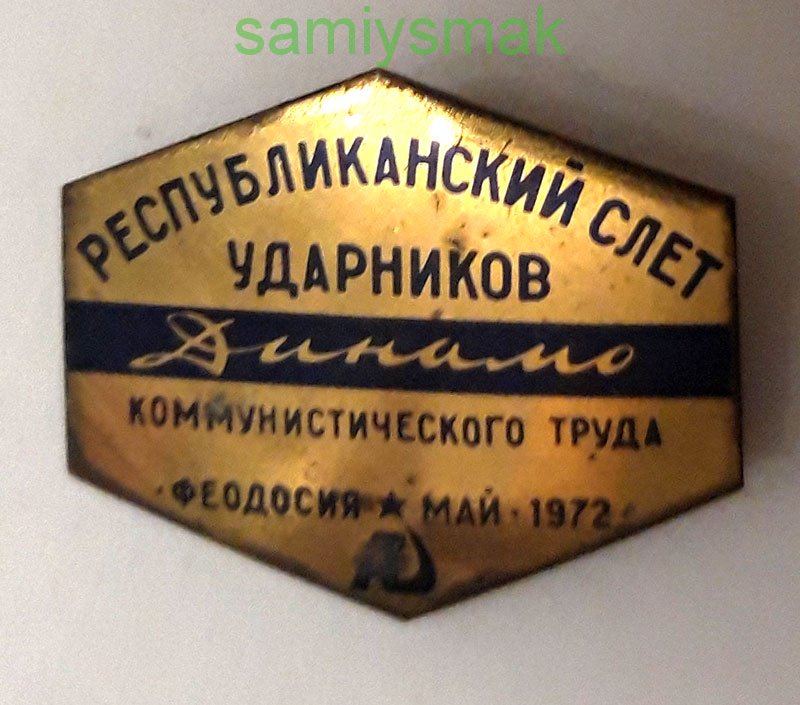 samiysmak
РЕСПУБЛИКАНСКИЙ СЛЕТ
УДАРНИКОВ
Динамо
КОММУНИСТИЧЕСКОГО ТРУДА
ФЕОДОСИЯ ★ МАЙ · 1972